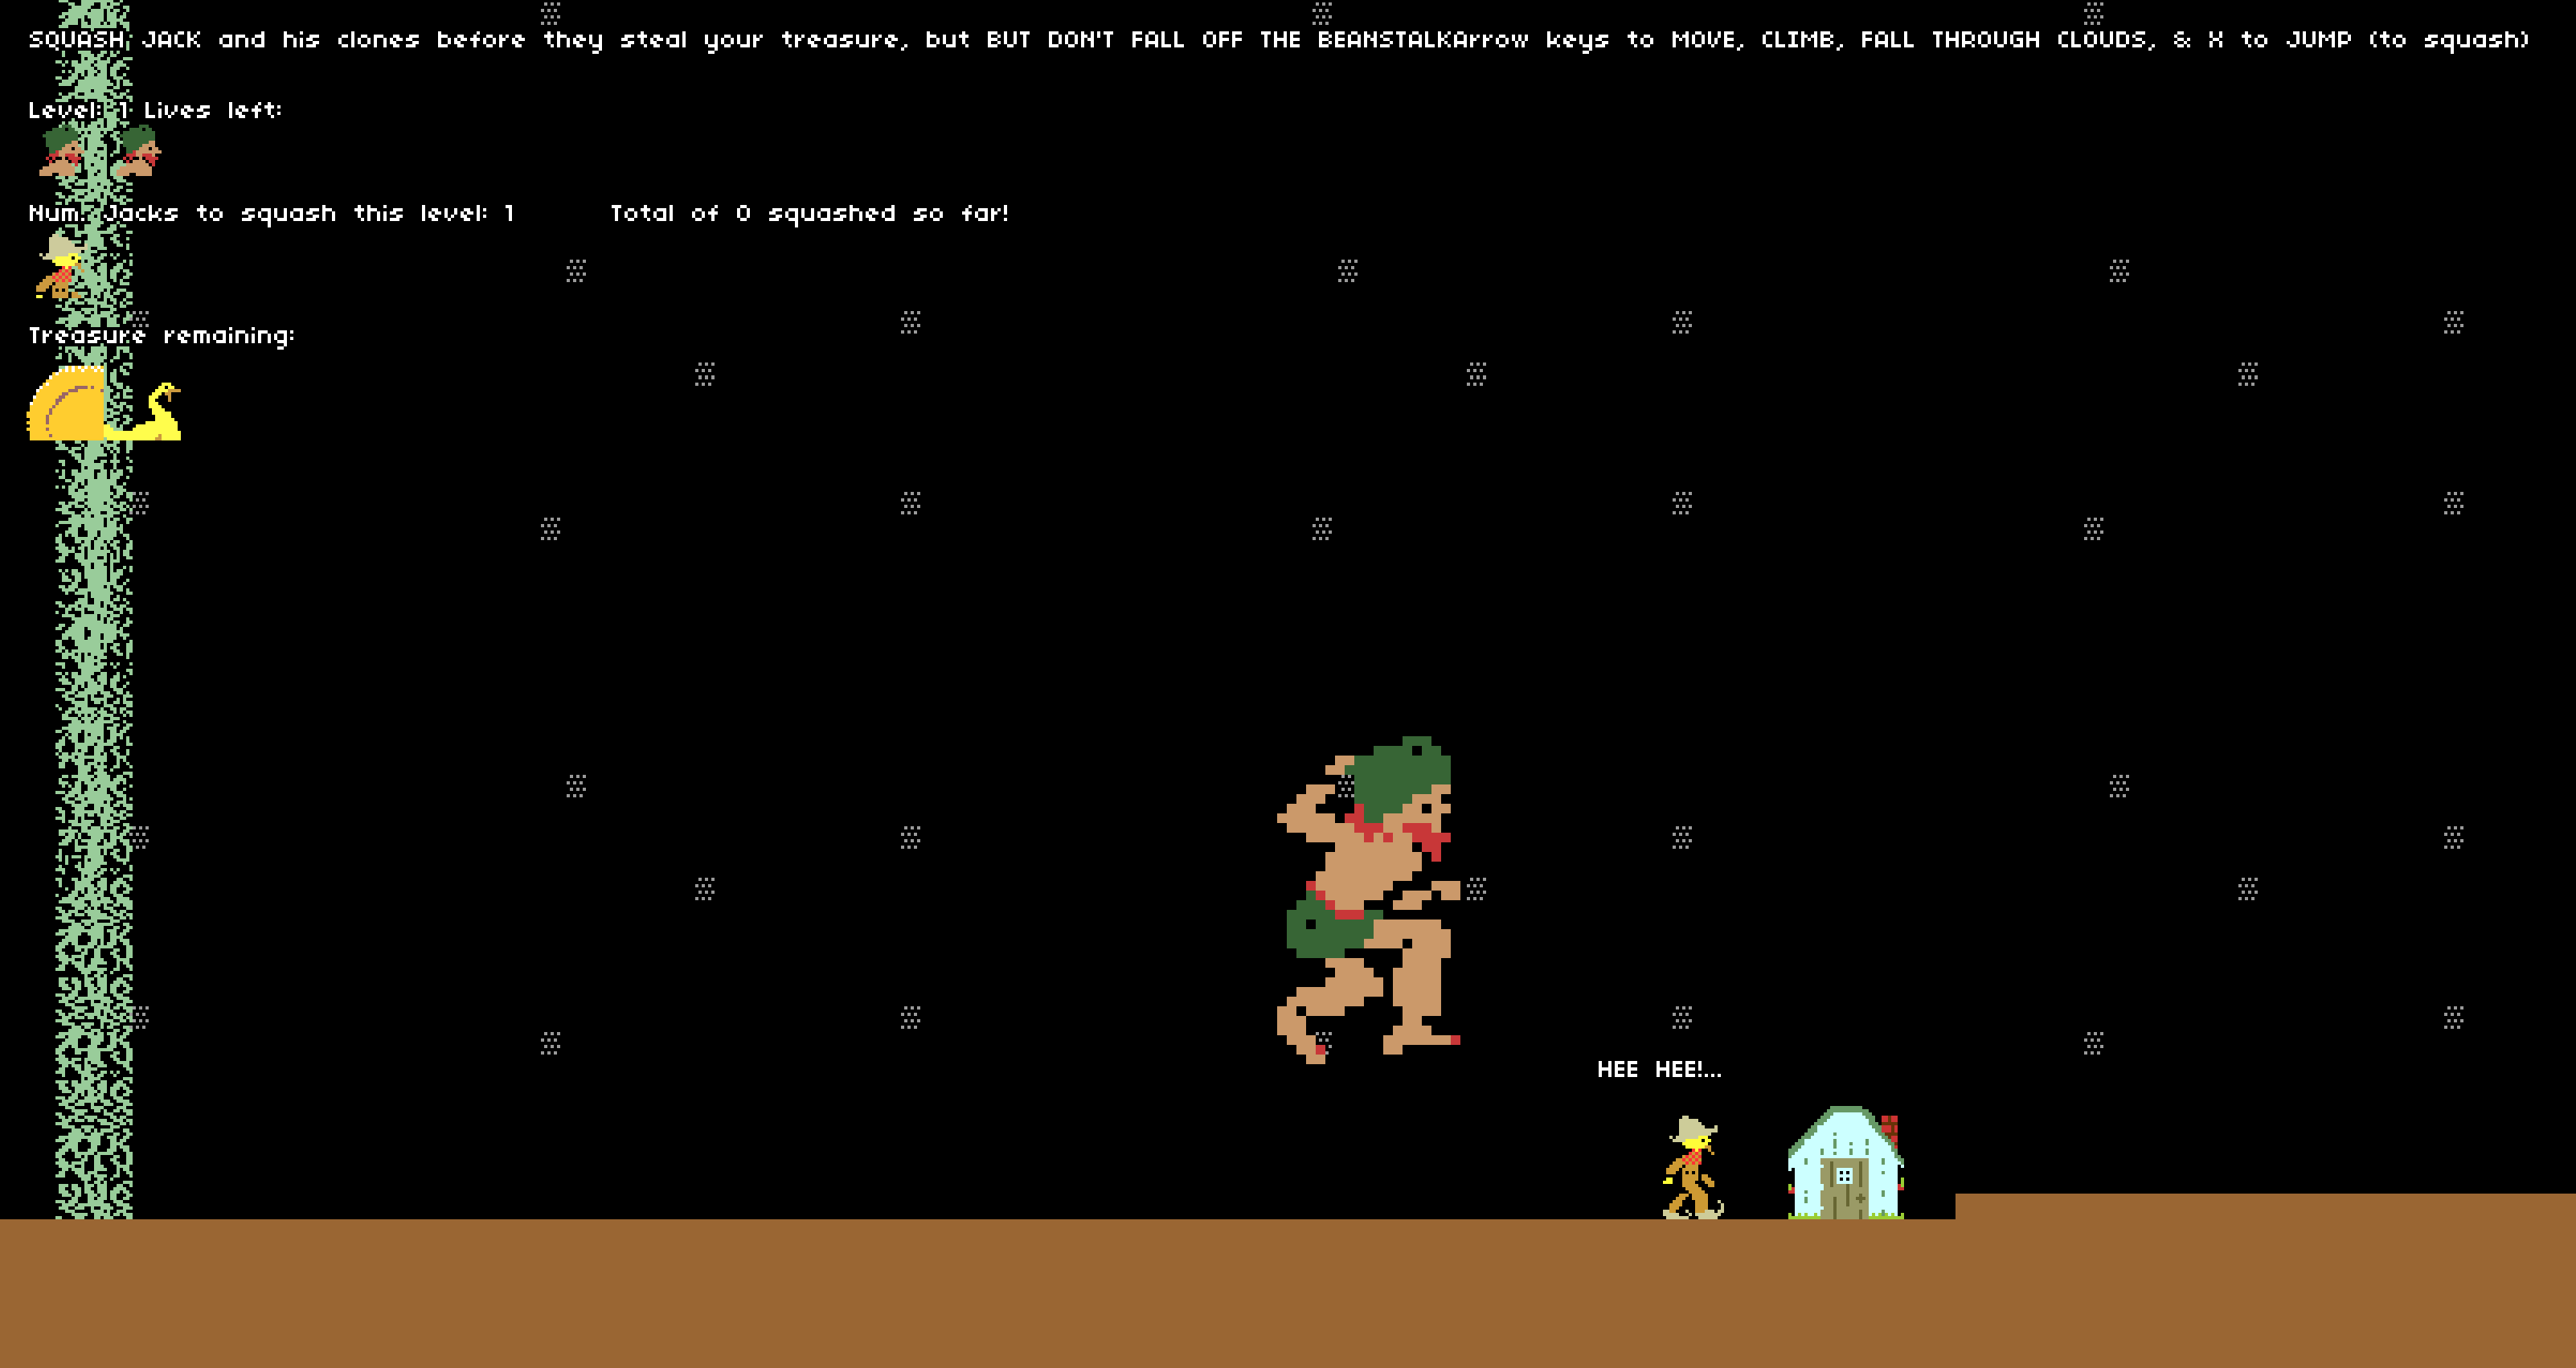 SQUASH JACK and his clones before they steal your treasure, but BUT DON'T FALL OFF THE BEANSTALKArrow keys to MOVE, CLIMB, FALL THROUGH CLOUDS, & X to JUMP (to squash)
Level: 1 Lives left:
Num. Jacks to squash this level: 1 Total of 0 squashed so far!
Treasure remaining:
HEE HEE!...